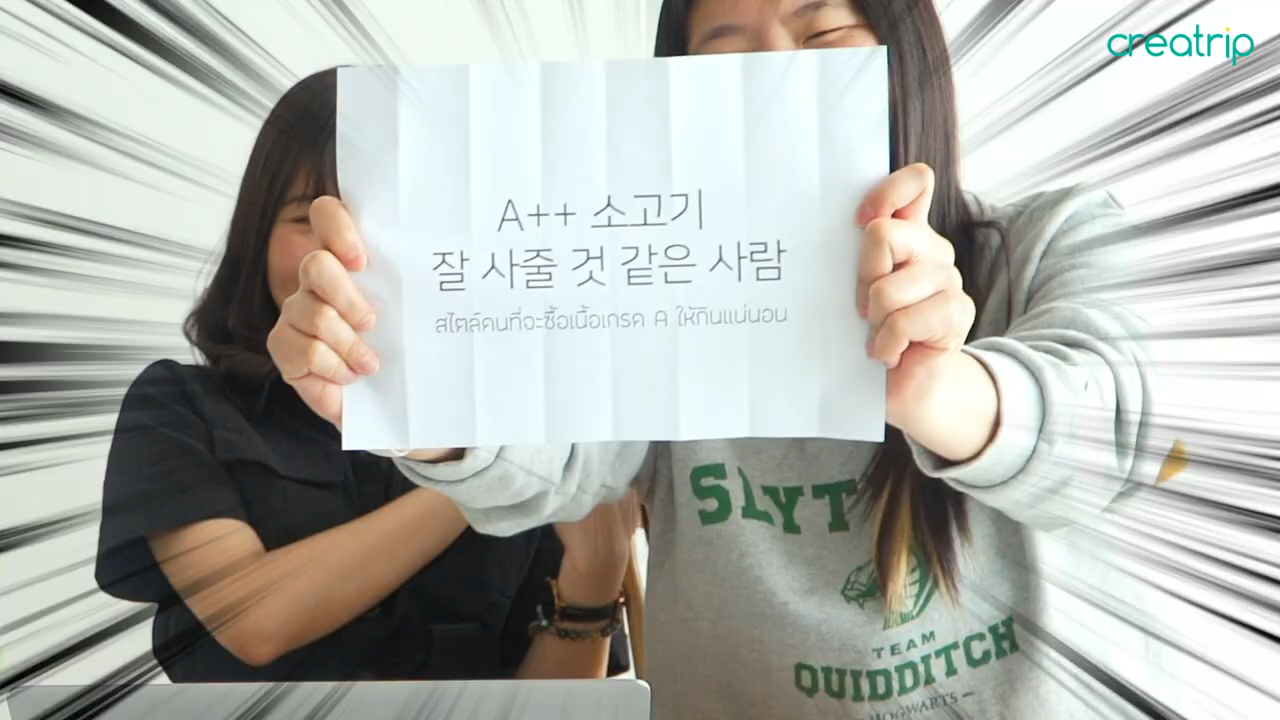 creatrip
A++ 소고기
잘 사줄 것 같은 사람
สไตล์คนที่จะซื้อเนื้อเกรด A ให้กินแน่นอน
SLYT
TEAM
QUIDDITCH
HOGWARTS